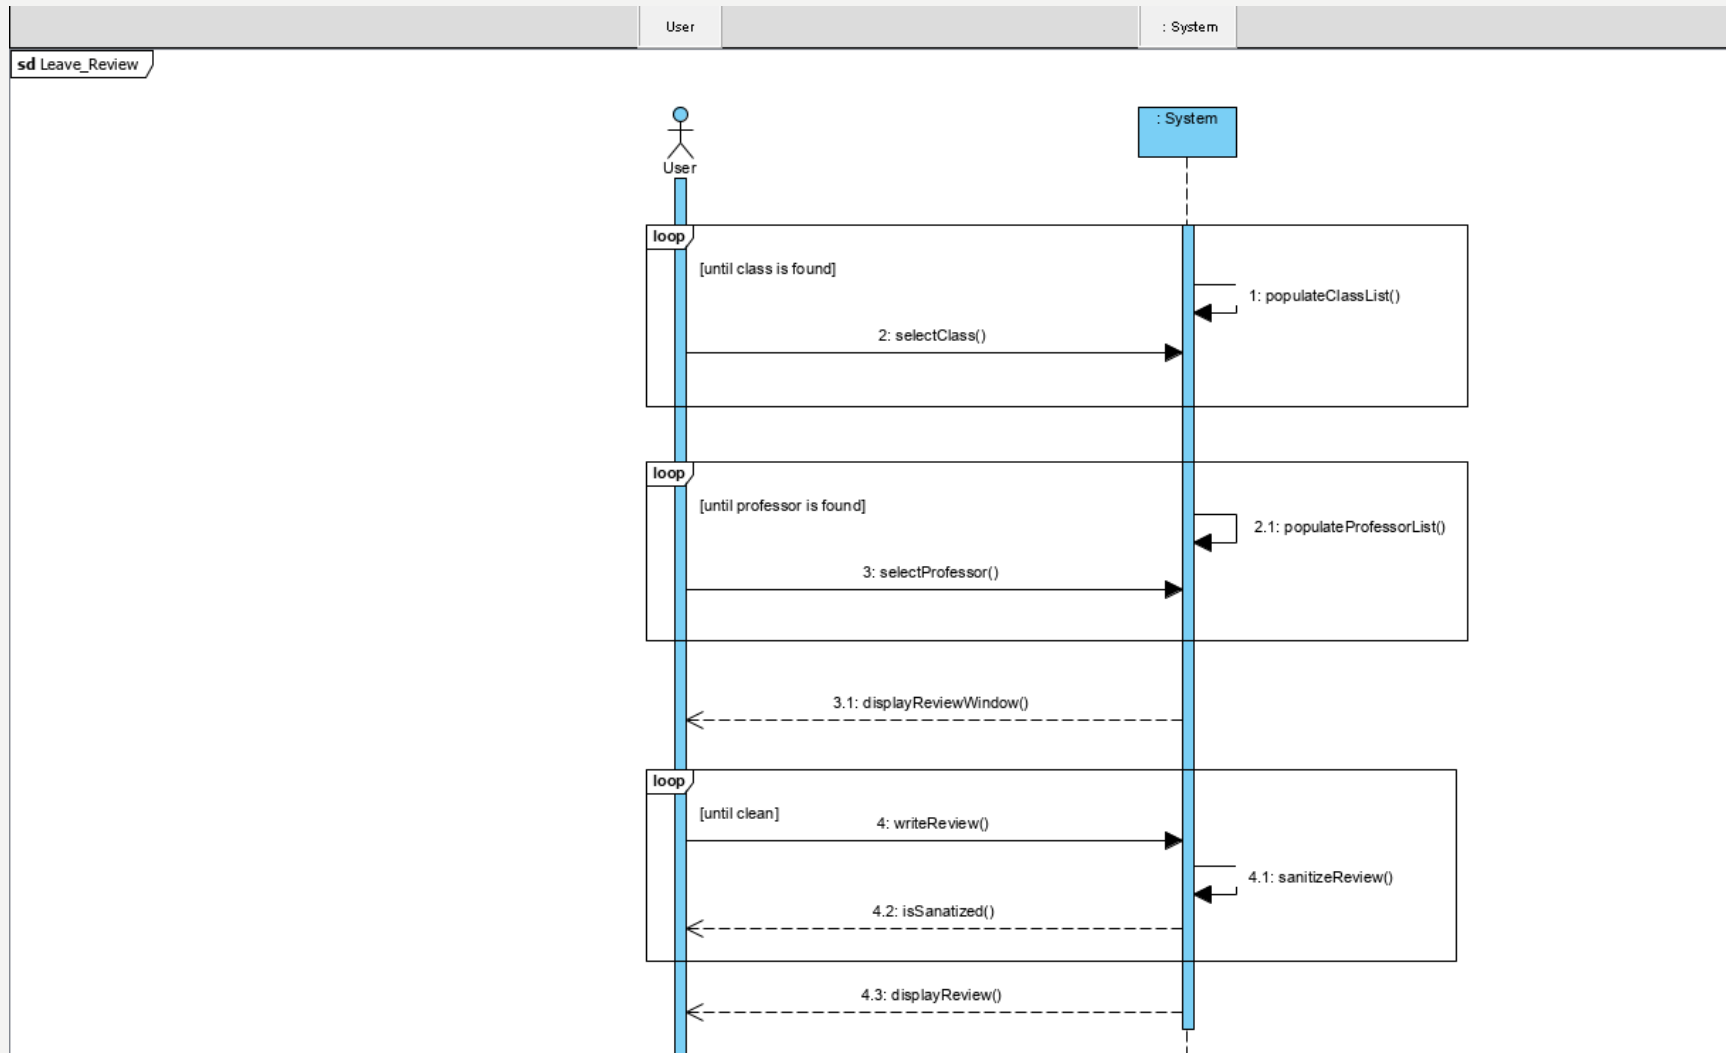 User
: System
sd Leave_Review
: System
User
loop
[until class is found]
1: populateClassList()
2: selectClass()
loop
[until professor is found]
2.1: populateProfessorList()
3: selectProfessor()
3.1: displayReviewWindow()
loop
[until clean]
4: writeReview()
4.1: sanitizeReview()
4.2: isSanatized()
4.3: displayReview()